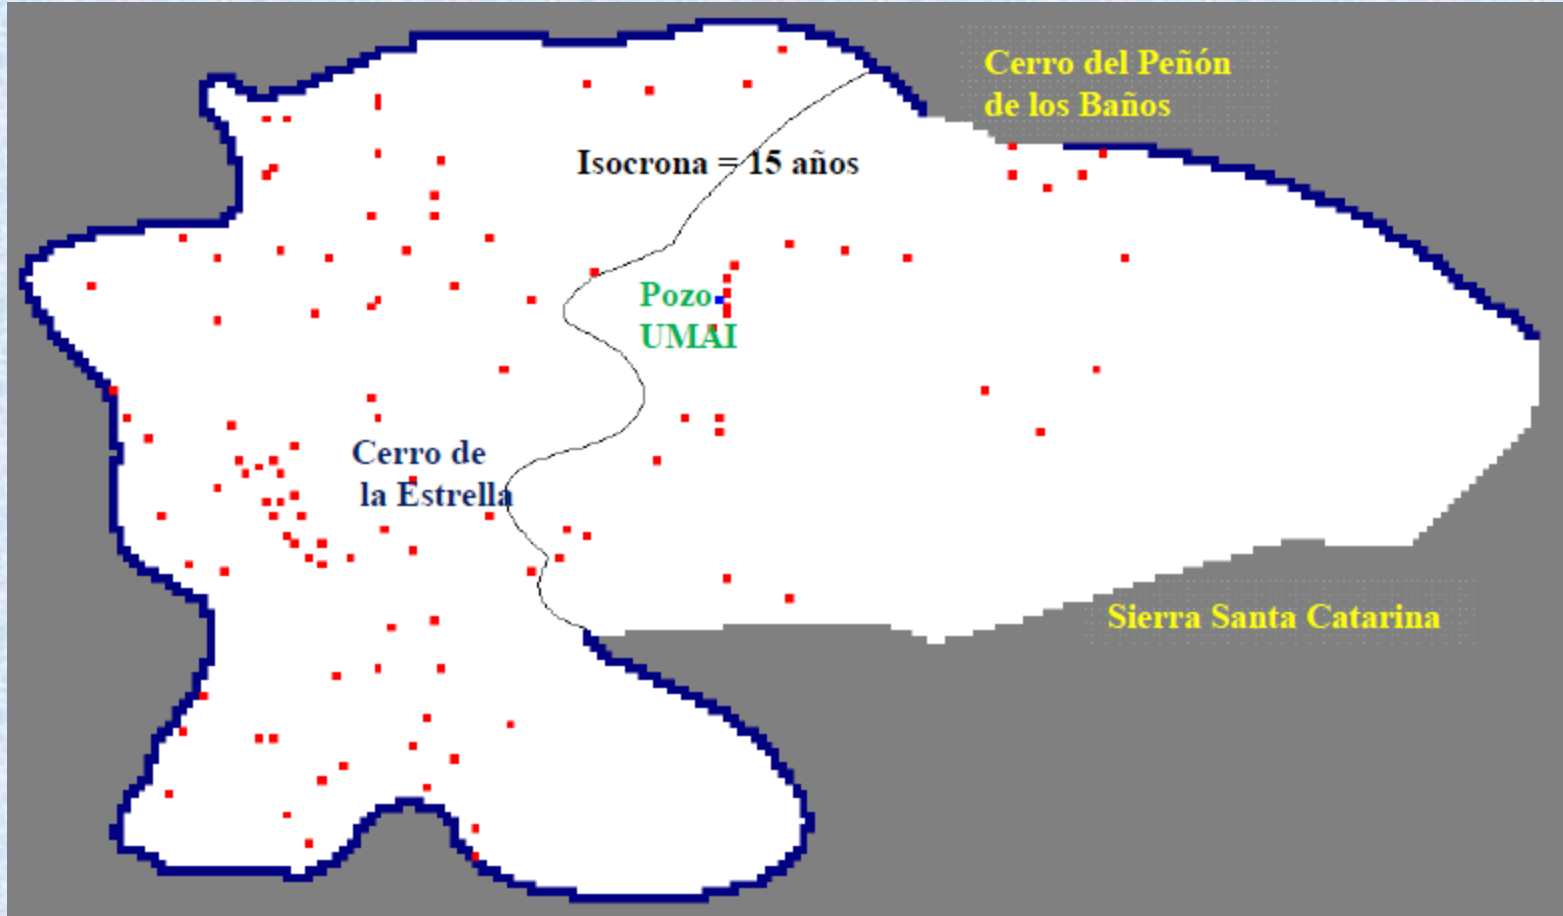 Cerro del Peñón
de los Baños
Isocrona = 15 años
Pozo
UMAI
Cerro de
la Estrella
Sierra Santa Catarina